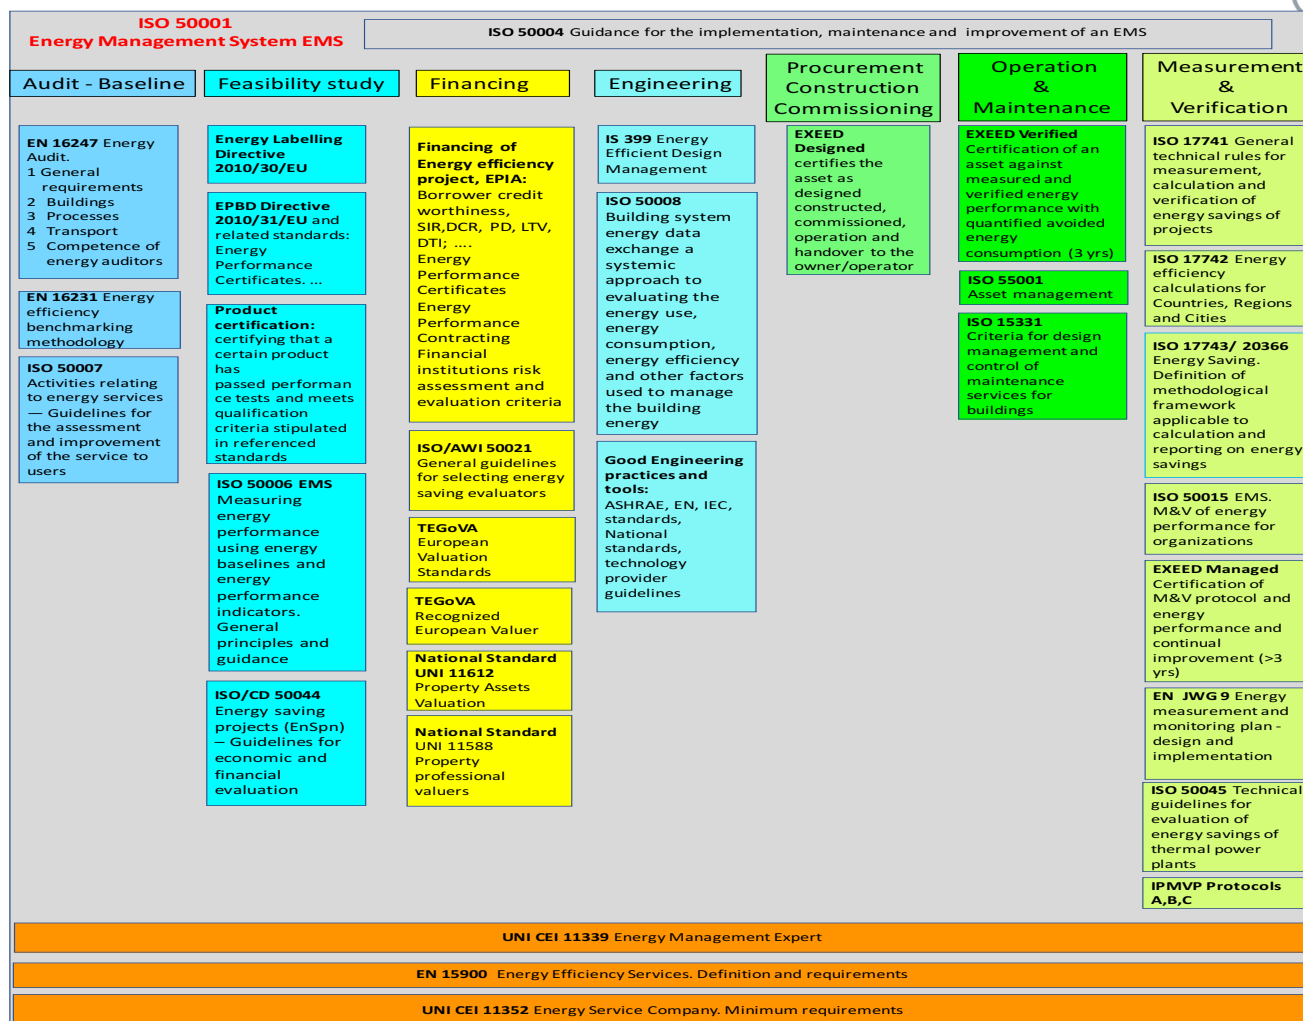 ISO 50001
Energy Management System EMS
ISO 50004 Guidance for the implementation, maintenance and improvement of an EMS
Audit - Baseline
Feasibility study
Financing
Engineering
Procurement
Construction
Commissioning
Operation
&
Maintenance
Measurement
&
Verification
EN 16247 Energy
Audit.
1 General
requirements
2 Buildings
3 Processes
4 Transport
5 Competence of
energy auditors
EN 16231 Energy
efficiency
benchmarking
methodology
ISO 50007
Activities relating
to energy services
— Guidelines for
the assessment
and improvement
of the service to
users
Energy Labelling
Directive
2010/30/EU
EPBD Directive
2010/31/EU and
related standards:
Energy
Performance
Certificates. ...
Product
certification:
certifying that a
certain product
has
passed performan
ce tests and meets
qualification
criteria stipulated
in referenced
standards
ISO 50006 EMS
Measuring
energy
performance
using energy
baselines and
energy
performance
indicators.
General
principles and
guidance
ISO/CD 50044
Energy saving
projects (EnSpn)
– Guidelines for
economic and
financial
evaluation
Financing of
Energy efficiency
project, EPIA:
Borrower credit
worthiness,
SIR,DCR, PD, LTV,
DTI; ....
Energy
Performance
Certificates
Energy
Performance
Contracting
Financial
institutions risk
assessment and
evaluation criteria
ISO/AWI 50021
General guidelines
for selecting energy
saving evaluators
TEGoVA
European
Valuation
Standards
TEGoVA
Recognized
European Valuer
National Standard
UNI 11612
Property Assets
Valuation
National Standard
UNI 11588
Property
professional
valuers
IS 399 Energy
Efficient Design
Management
ISO 50008
Building system
energy data
exchange a
systemic
approach to
evaluating the
energy use,
energy
consumption,
energy efficiency
and other factors
used to manage
the building
energy
Good Engineering
practices and
tools:
ASHRAE, EN, IEC,
standards,
National
standards,
technology
provider
guidelines
EXEED
Designed
certifies the
asset as
designed
constructed,
commissioned,
operation and
handover to the
owner/operator
EXEED Verified
Certification of an
asset against
measured and
verified energy
performance with
quantified avoided
energy
consumption (3 yrs)
ISO 55001
Asset management
ISO 15331
Criteria for design
management and
control of
maintenance
services for
buildings
ISO 17741 General
technical rules for
measurement,
calculation and
verification of
energy savings of
projects
ISO 17742 Energy
efficiency
calculations for
Countries, Regions
and Cities
ISO 17743/ 20366
Energy Saving.
Definition of
methodological
framework
applicable to
calculation and
reporting on energy
savings
ISO 50015 EMS.
M&V of energy
performance for
organizations
EXEED Managed
Certification of
M&V protocol and
energy
performance and
continual
improvement (>3
yrs)
EN JWG 9 Energy
measurement and
monitoring plan -
design and
implementation
ISO 50045 Technical
guidelines for
evaluation of
energy savings of
thermal power
plants
IPMVP Protocols
A,B,C
UNI CEI 11339 Energy Management Expert
EN 15900 Energy Efficiency Services. Definition and requirements
UNI CEI 11352 Energy Service Company. Minimum requirements